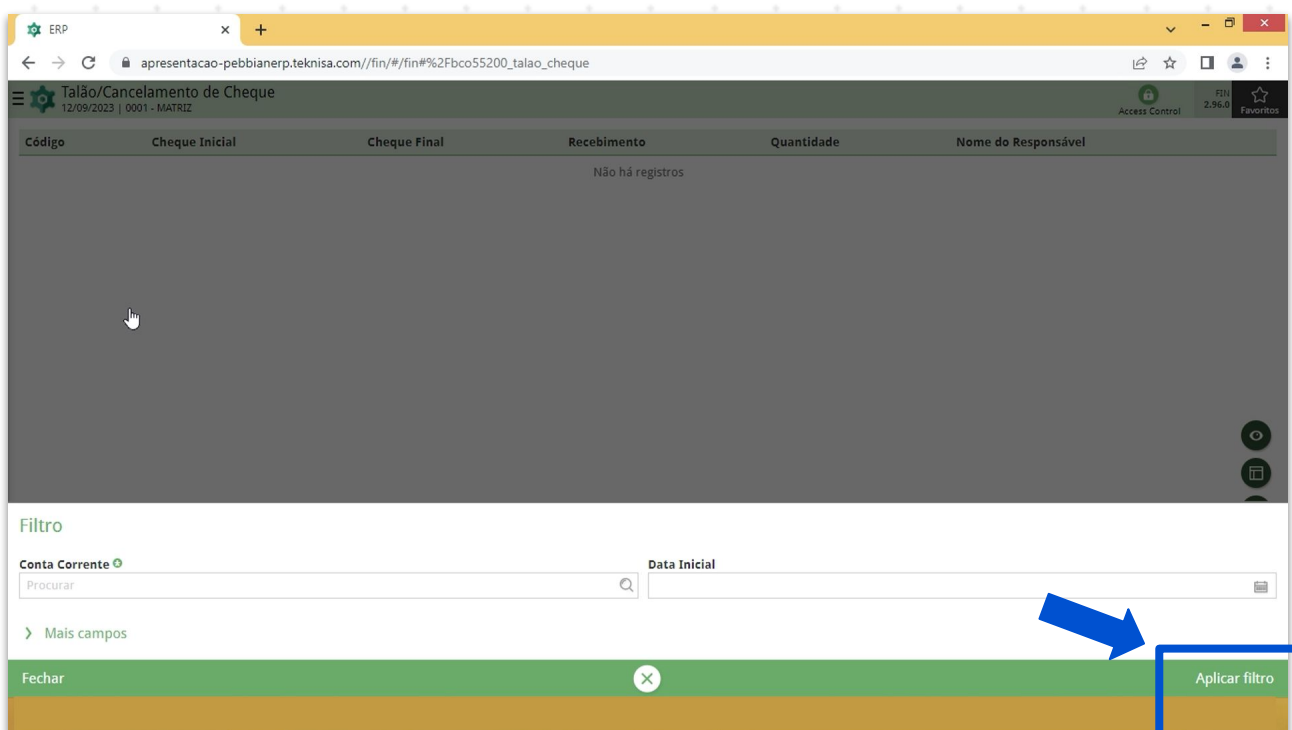 ERP
apresentacao-pebbianerp.teknisa.com//fin/#/fin#%2Fbco55200_talao_cheque
Talão/Cancelamento de Cheque
12/09/2023 | 0001 - MATRIZ
Access Control
FIN
2.96.0
Favoritos
Código Cheque Inicial Cheque Final Recebimento Quantidade Nome do Responsável
Não há registros
Filtro
Conta Corrente Data Inicial
Procurar
Mais campos
Fechar Aplicar filtro